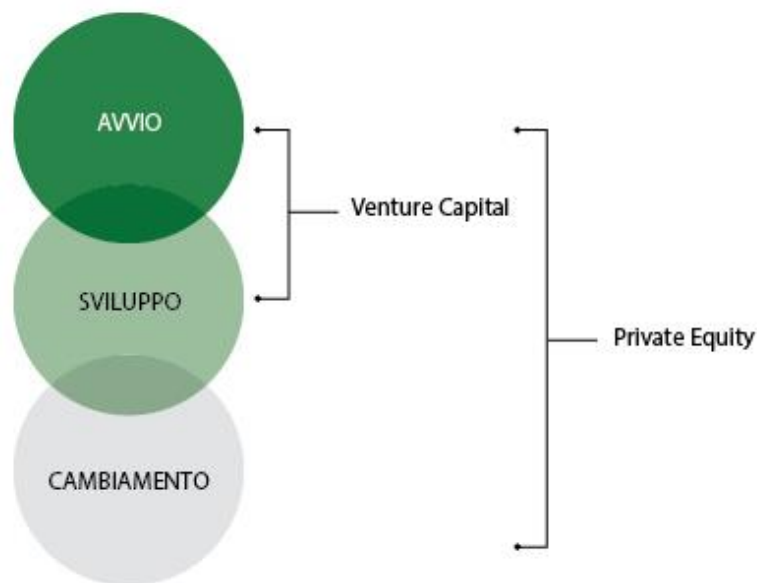 AVVIO
Venture Capital
SVILUPPO
Private Equity
CAMBIAMENTO